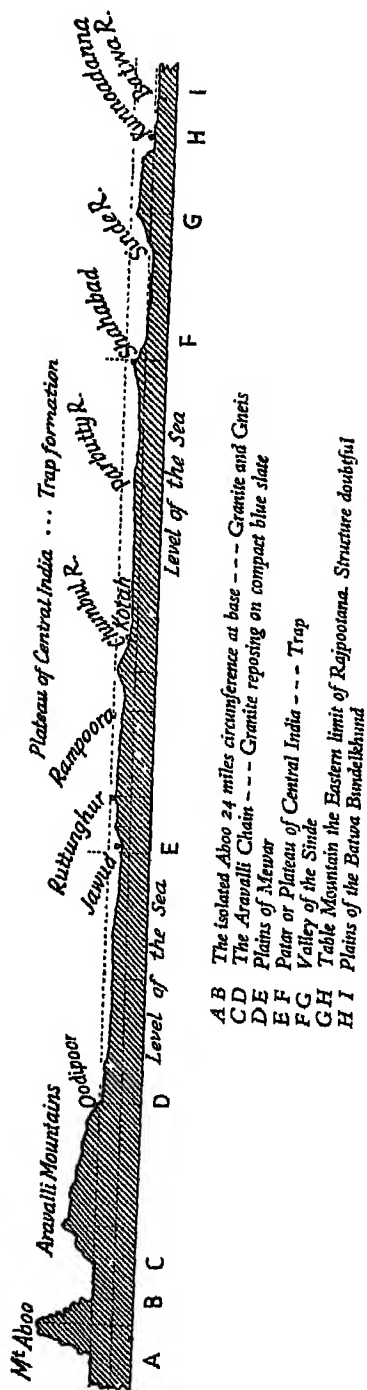 Mt Aboo
Aravalli Mountains
Oodipoor
Jawud
Ruttunghur
Rampoora
Plateau of Central India ... Trap formation
Chumbul R.
Kotah
Parbutty R.
Shahabad
Sinde R.
Kunnaadanna
Batwa R.
Level of the Sea
Level of the Sea
A B C D E F G H I
A B The isolated Aboo 24 miles circumference at base --- Granite and Gneis
C D The Aravalli Chain --- Granite reposing on compact blue slate
D E Plains of Mewar
E F Patar or Plateau of Central India --- Trap
F G Valley of the Sinde
G H Table Mountain the Eastern limit of Rajpootana. Structure doubtful
H I Plains of the Batwa Bundelkhund